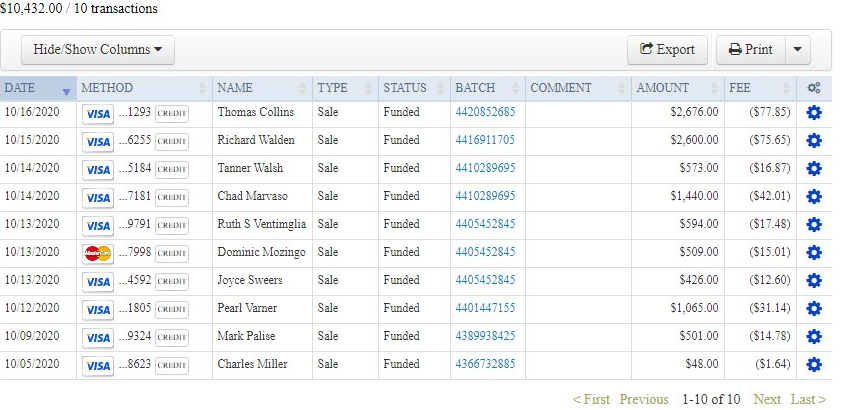 $10,432.00 / 10 transactions
Hide/Show Columns Export Print
DATE METHOD NAME TYPE STATUS BATCH COMMENT AMOUNT FEE
10/16/2020 VISA ...1293 CREDIT Thomas Collins Sale Funded 4420852685 $2,676.00 ($77.85)
10/15/2020 VISA ...6255 CREDIT Richard Walden Sale Funded 4416911705 $2,600.00 ($75.65)
10/14/2020 VISA ...5184 CREDIT Tanner Walsh Sale Funded 4410289695 $573.00 ($16.87)
10/14/2020 VISA ...7181 CREDIT Chad Marvaso Sale Funded 4410289695 $1,440.00 ($42.01)
10/13/2020 VISA ...9791 CREDIT Ruth S Ventimglia Sale Funded 4405452845 $594.00 ($17.48)
10/13/2020 MasterCard ...7998 CREDIT Dominic Mozingo Sale Funded 4405452845 $509.00 ($15.01)
10/13/2020 VISA ...4592 CREDIT Joyce Sweers Sale Funded 4405452845 $426.00 ($12.60)
10/12/2020 VISA ...1805 CREDIT Pearl Varner Sale Funded 4401447155 $1,065.00 ($31.14)
10/09/2020 VISA ...9324 CREDIT Mark Palise Sale Funded 4389938425 $501.00 ($14.78)
10/05/2020 VISA ...8623 CREDIT Charles Miller Sale Funded 4366732885 $48.00 ($1.64)
< First Previous 1-10 of 10 Next Last >